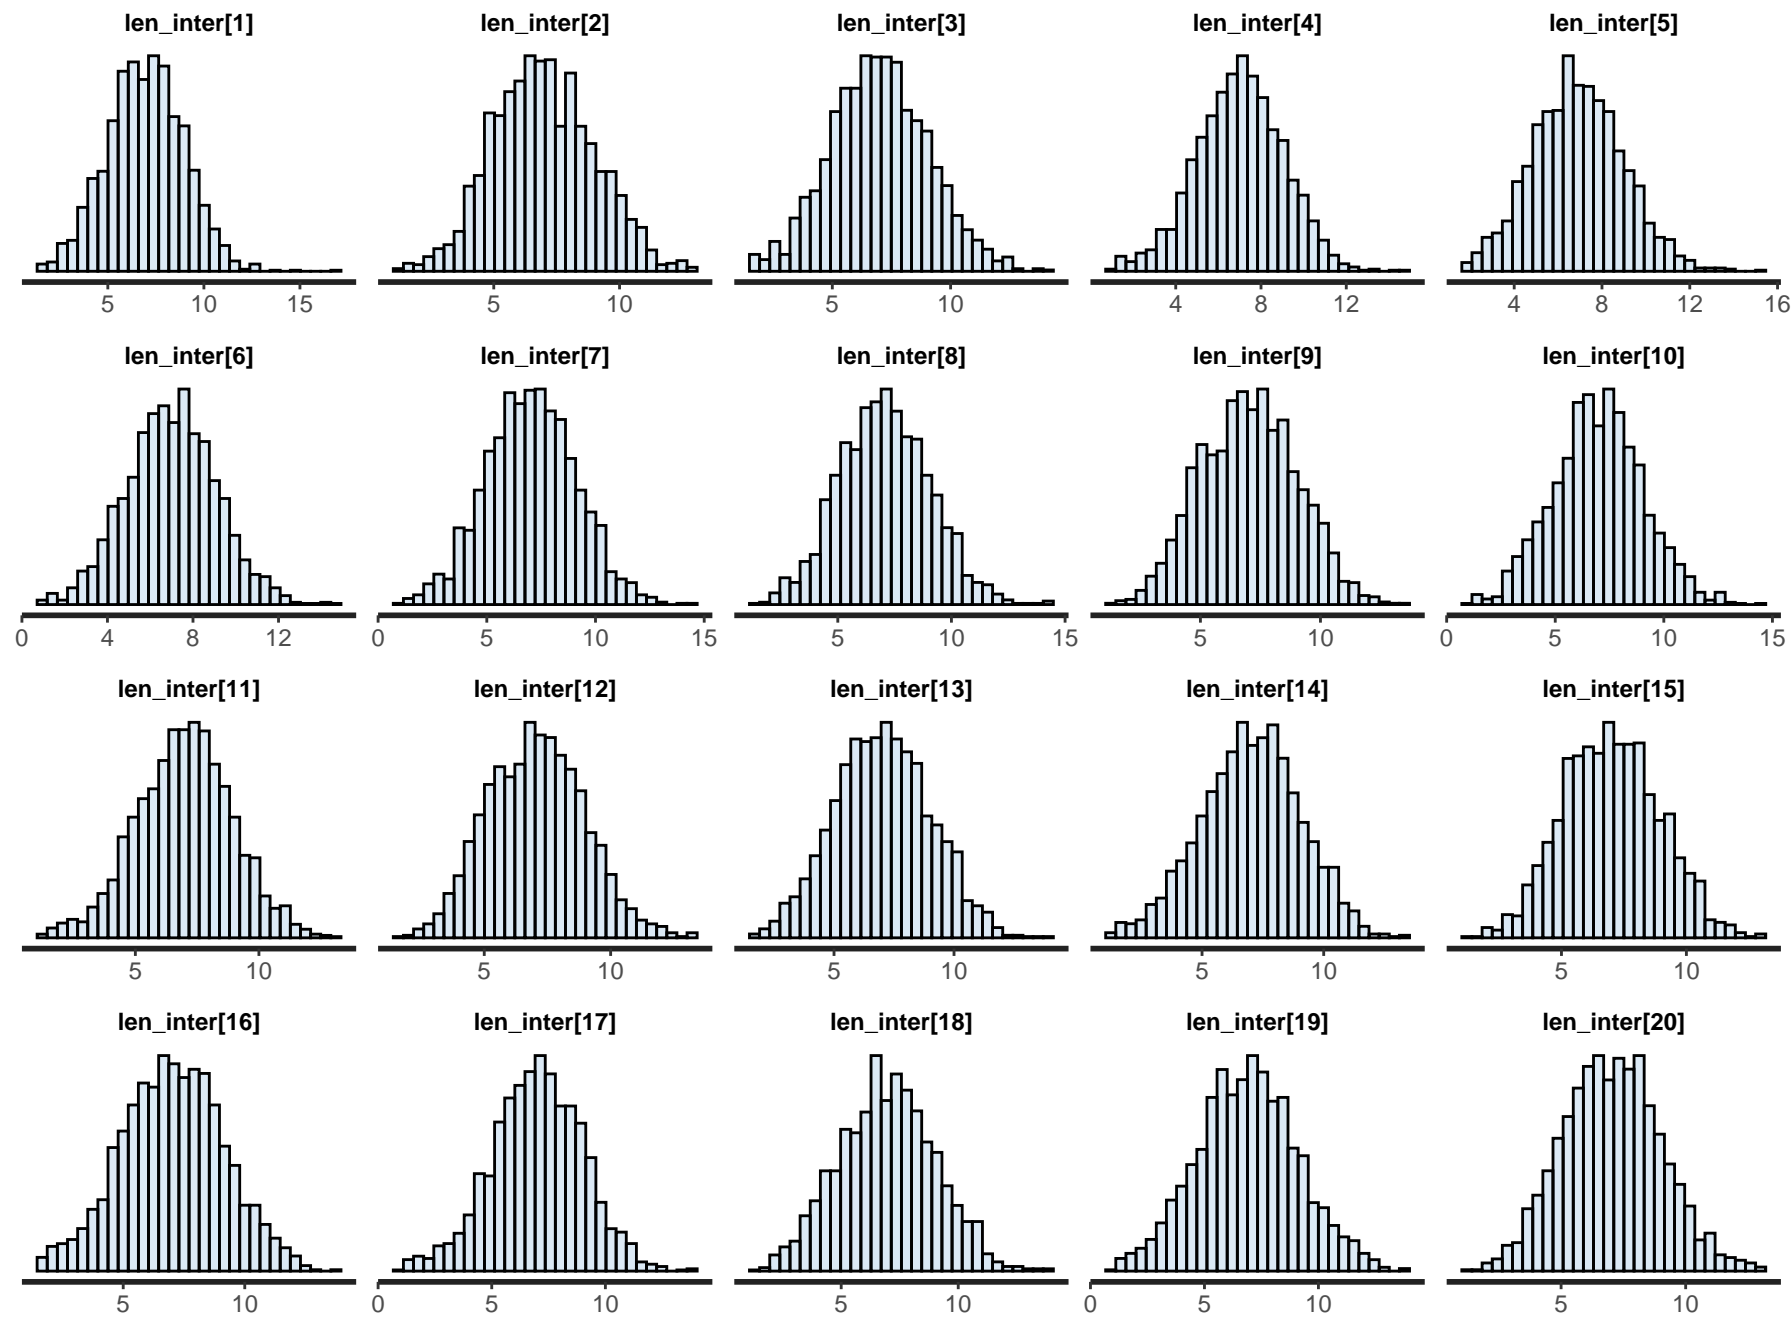 len_inter[1] len_inter[2] len_inter[3] len_inter[4] len_inter[5]
5 10 15 5 10 5 10 4 8 12 4 8 12 16
len_inter[6] len_inter[7] len_inter[8] len_inter[9] len_inter[10]
0 4 8 12 0 5 10 15 5 10 15 5 10 0 5 10 15
len_inter[11] len_inter[12] len_inter[13] len_inter[14] len_inter[15]
5 10 5 10 5 10 5 10 5 10
len_inter[16] len_inter[17] len_inter[18] len_inter[19] len_inter[20]
5 10 0 5 10 5 10 0 5 10 5 10